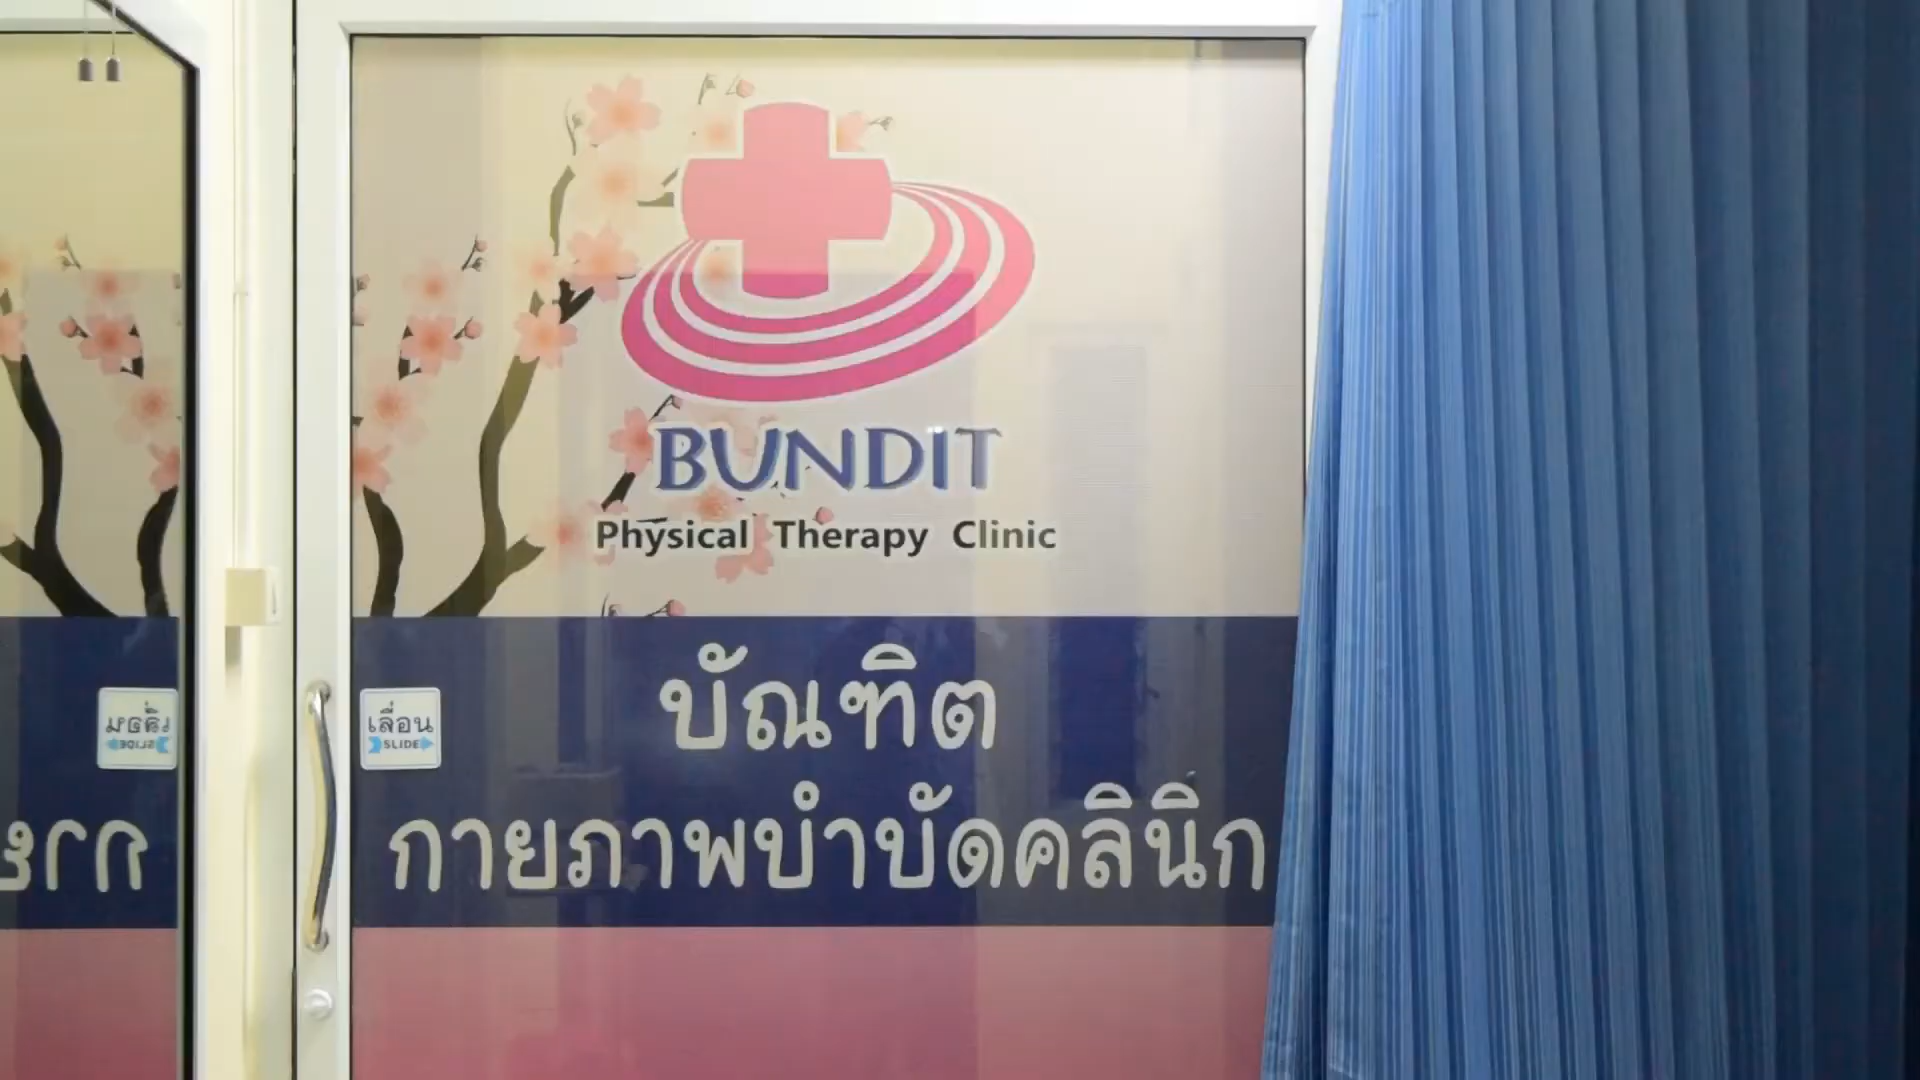 BUNDIT
Physical Therapy Clinic
บัณฑิต
เลื่อน
SLIDE
กายภาพบำบัดคลินิก